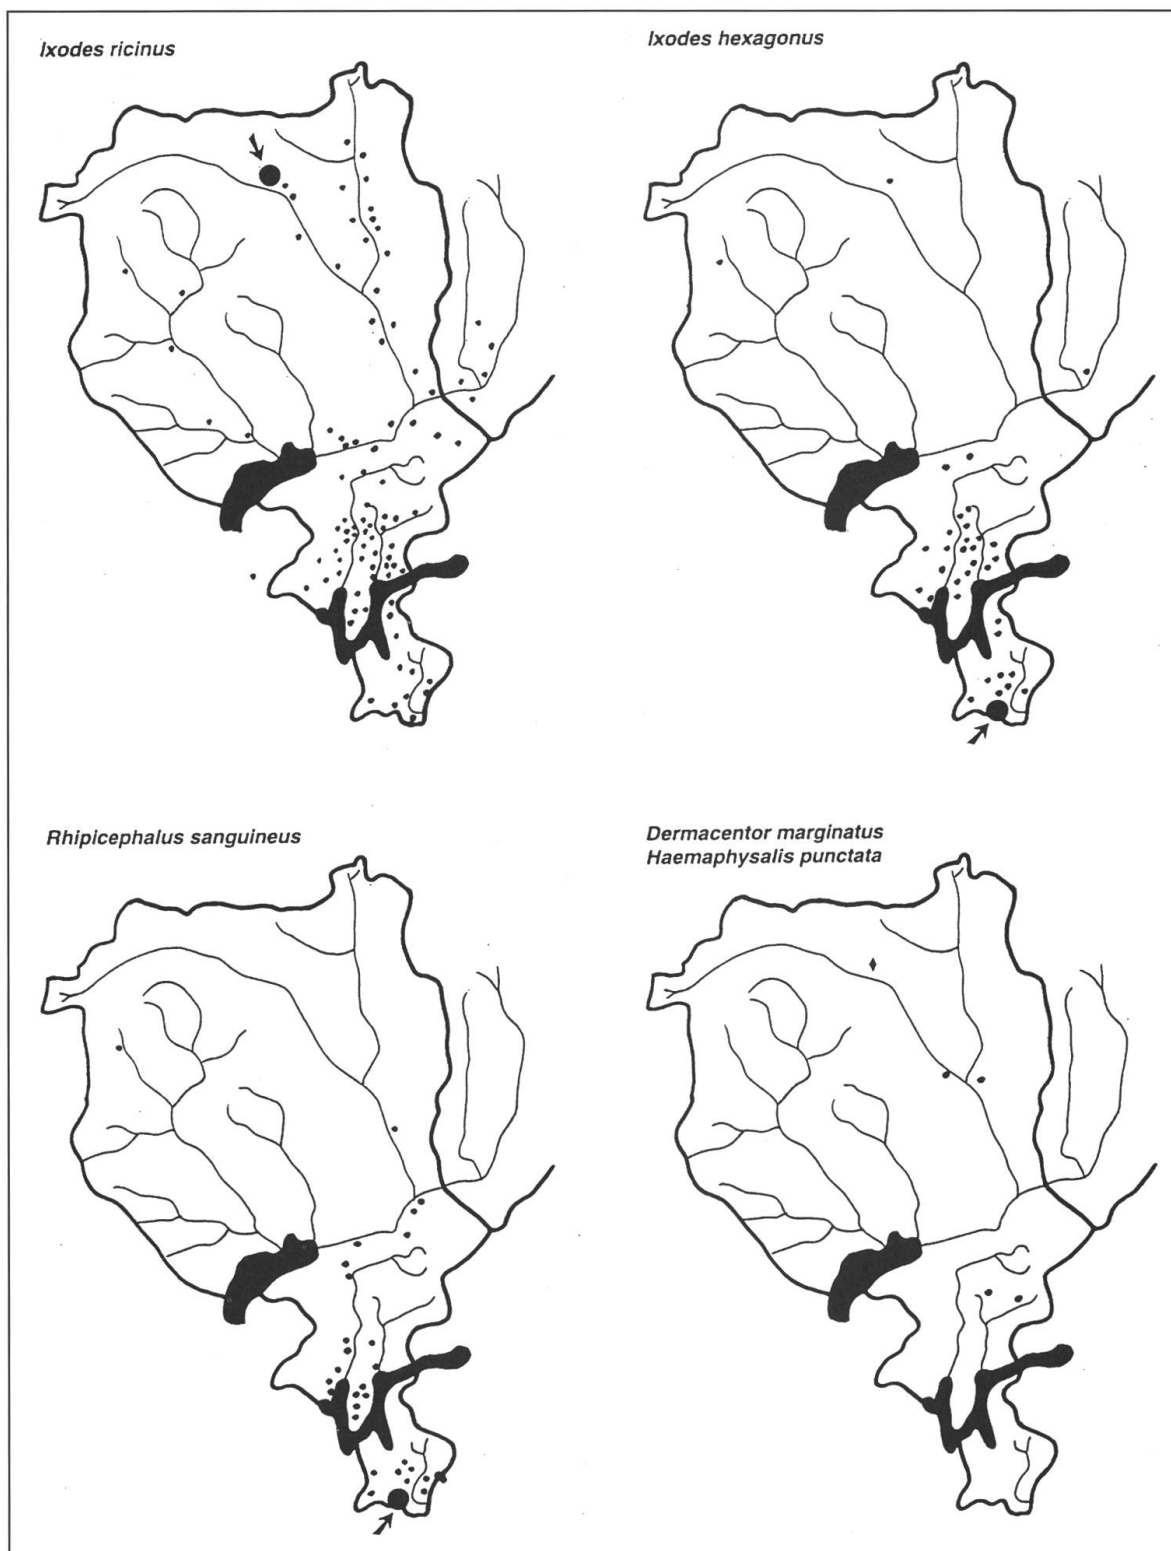 Ixodes ricinus
Ixodes hexagonus
Rhipicephalus sanguineus
Dermacentor marginatus
Haemaphysalis punctata